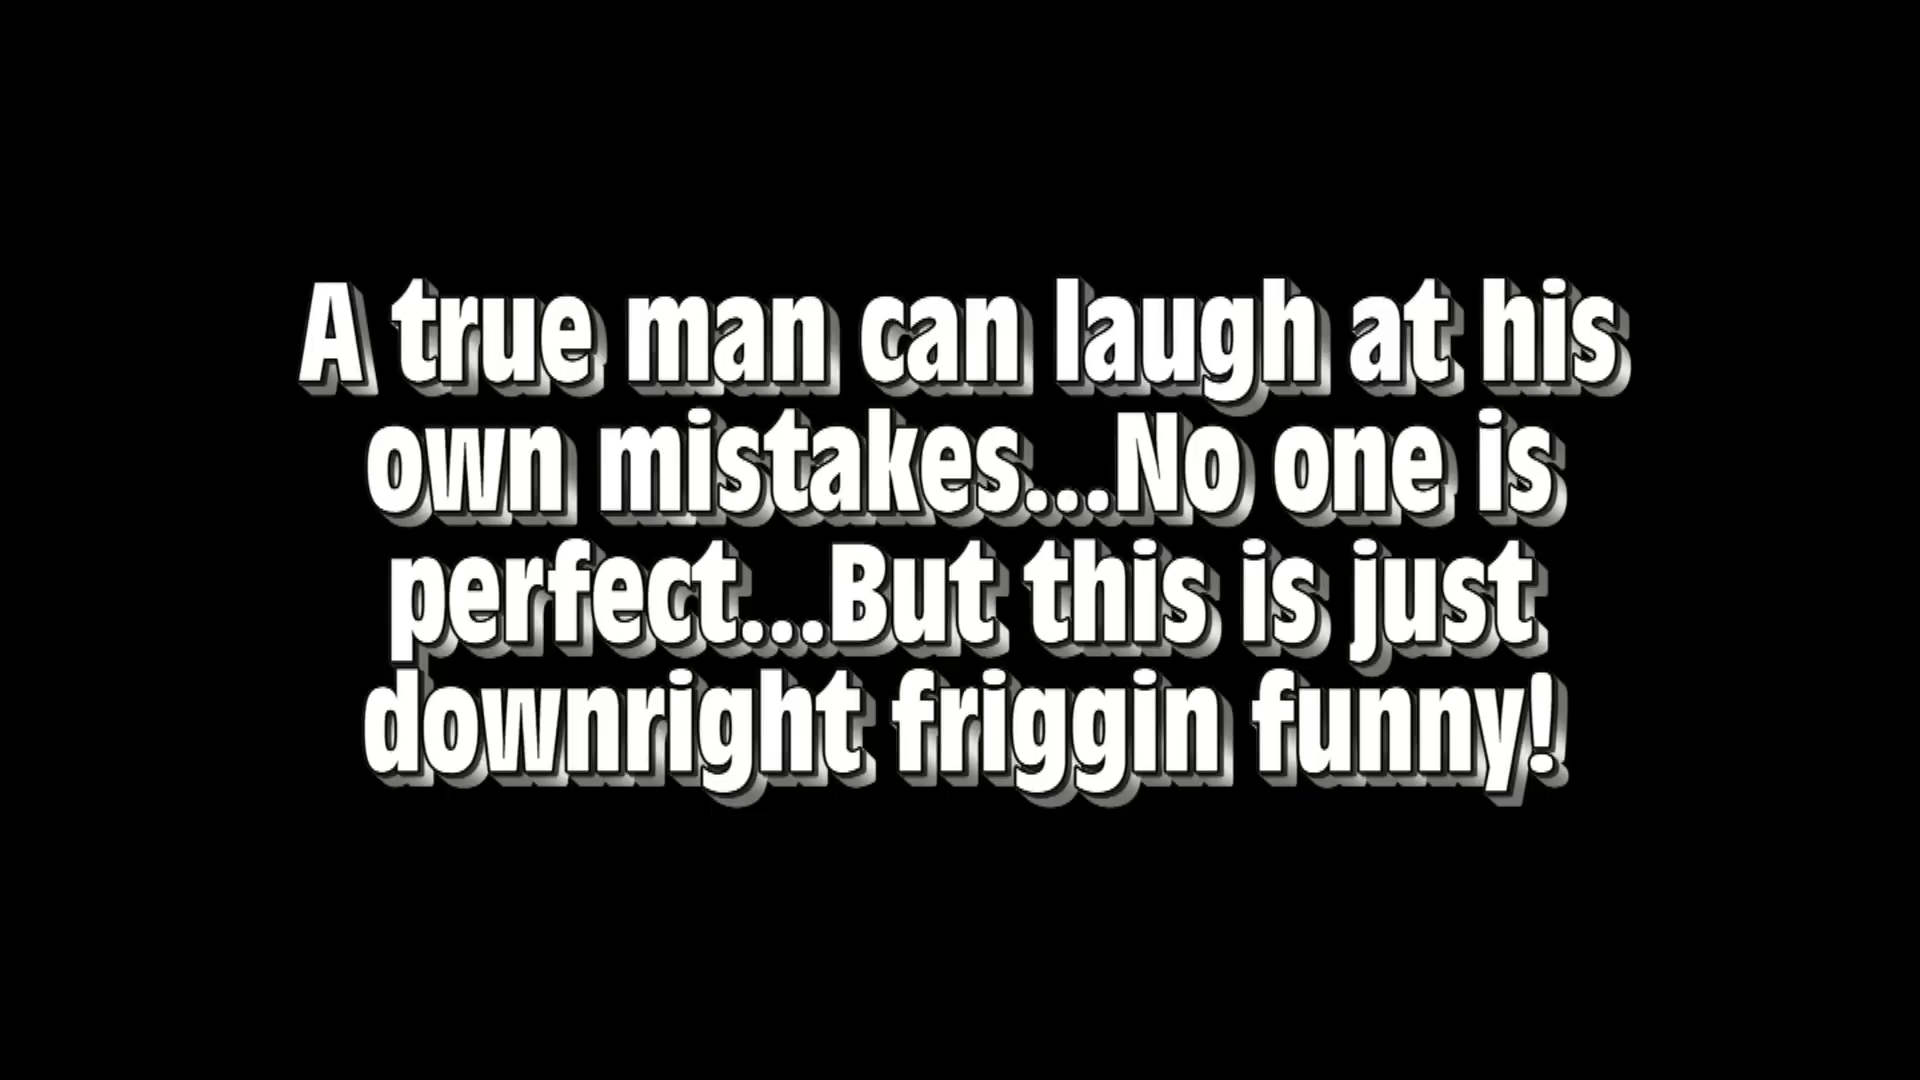 A true man can laugh at his
own mistakes...No one is
perfect...But this is just
downright friggin funny!